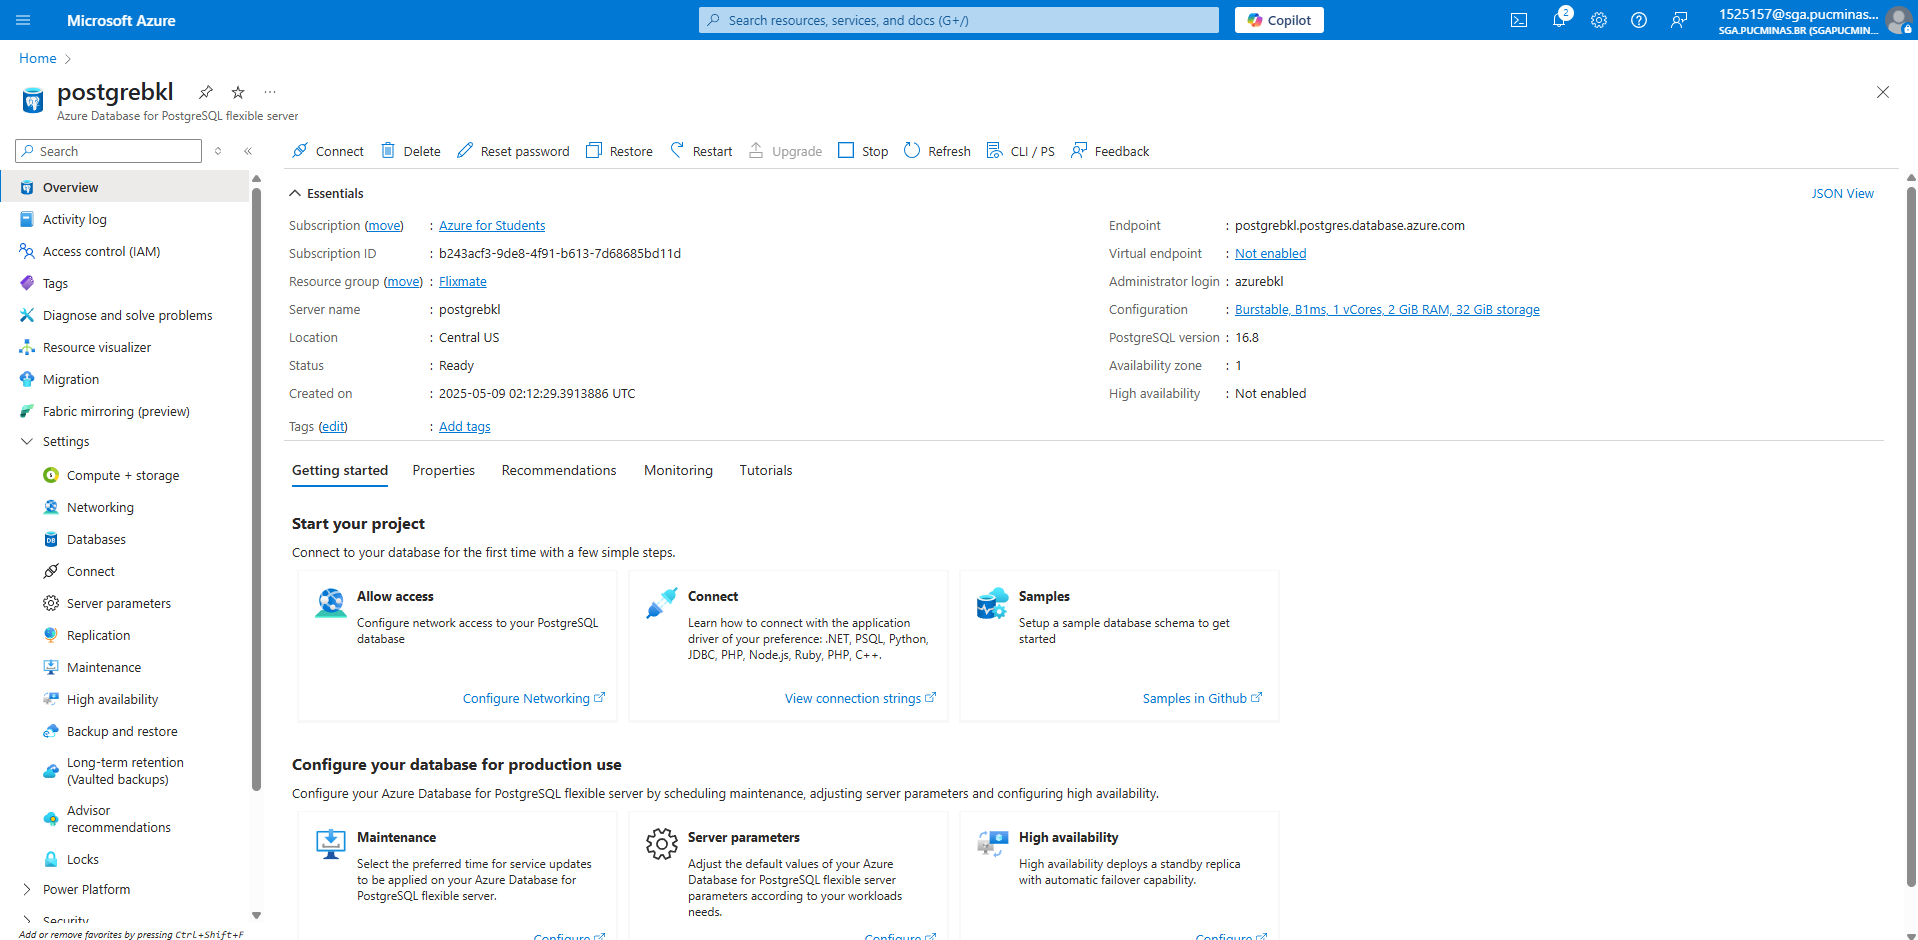 Microsoft Azure
Search resources, services, and docs (G+/)
Copilot
2
1525157@sga.pucminas...
SGA.PUCMINAS.BR (SGAPUCMIN...
Home
postgrebkl
Azure Database for PostgreSQL flexible server
Search
Connect
Delete
Reset password
Restore
Restart
Upgrade
Stop
Refresh
CLI / PS
Feedback
Overview
Activity log
Access control (IAM)
Tags
Diagnose and solve problems
Resource visualizer
Migration
Fabric mirroring (preview)
Settings
Compute + storage
Networking
Databases
Connect
Server parameters
Replication
Maintenance
High availability
Backup and restore
Long-term retention
(Vaulted backups)
Advisor
recommendations
Locks
Power Platform
Security
Add or remove favorites by pressing Ctrl+Shift+F
Essentials
JSON View
Subscription (move) : Azure for Students
Subscription ID : b243acf3-9de8-4f91-b613-7d68685bd11d
Resource group (move) : Flixmate
Server name : postgrebkl
Location : Central US
Status : Ready
Created on : 2025-05-09 02:12:29.3913886 UTC
Tags (edit) : Add tags
Endpoint : postgrebkl.postgres.database.azure.com
Virtual endpoint : Not enabled
Administrator login : azurebkl
Configuration : Burstable, B1ms, 1 vCores, 2 GiB RAM, 32 GiB storage
PostgreSQL version : 16.8
Availability zone : 1
High availability : Not enabled
Getting started
Properties
Recommendations
Monitoring
Tutorials
Start your project
Connect to your database for the first time with a few simple steps.
Allow access
Configure network access to your PostgreSQL
database
Configure Networking
Connect
Learn how to connect with the application
driver of your preference: .NET, PSQL, Python,
JDBC, PHP, Node.js, Ruby, PHP, C++.
View connection strings
Samples
Setup a sample database schema to get
started
Samples in Github
Configure your database for production use
Configure your Azure Database for PostgreSQL flexible server by scheduling maintenance, adjusting server parameters and configuring high availability.
Maintenance
Select the preferred time for service updates
to be applied on your Azure Database for
PostgreSQL flexible server.
Configure
Server parameters
Adjust the default values of your Azure
Database for PostgreSQL flexible server
parameters according to your workloads
needs.
Configure
High availability
High availability deploys a standby replica
with automatic failover capability.
Configure